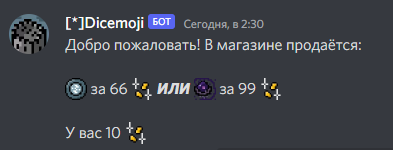 [*]Dicemoji БОТ Сегодня, в 2:30
Добро пожаловать! В магазине продаётся:
за 66 ИЛИ за 99
У вас 10